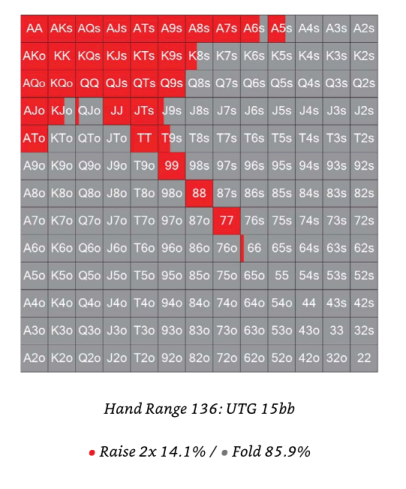 AA AKs AQs AJs ATs A9s A8s A7s A6s A5s A4s A3s A2s
AKo KK KQs KJs KTs K9s K8s K7s K6s K5s K4s K3s K2s
AQo KQo QQ QJs QTs Q9s Q8s Q7s Q6s Q5s Q4s Q3s Q2s
AJo KJo QJo JJ JTs J9s J8s J7s J6s J5s J4s J3s J2s
ATo KTo QTo JTo TT T9s T8s T7s T6s T5s T4s T3s T2s
A9o K9o Q9o J9o T9o 99 98s 97s 96s 95s 94s 93s 92s
A8o K8o Q8o J8o T8o 98o 88 87s 86s 85s 84s 83s 82s
A7o K7o Q7o J7o T7o 97o 87o 77 76s 75s 74s 73s 72s
A6o K6o Q6o J6o T6o 96o 86o 76o 66 65s 64s 63s 62s
A5o K5o Q5o J5o T5o 95o 85o 75o 65o 55 54s 53s 52s
A4o K4o Q4o J4o T4o 94o 84o 74o 64o 54o 44 43s 42s
A3o K3o Q3o J3o T3o 93o 83o 73o 63o 53o 43o 33 32s
A2o K2o Q2o J2o T2o 92o 82o 72o 62o 52o 42o 32o 22
Hand Range 136: UTG 15bb
• Raise 2x 14.1% / • Fold 85.9%